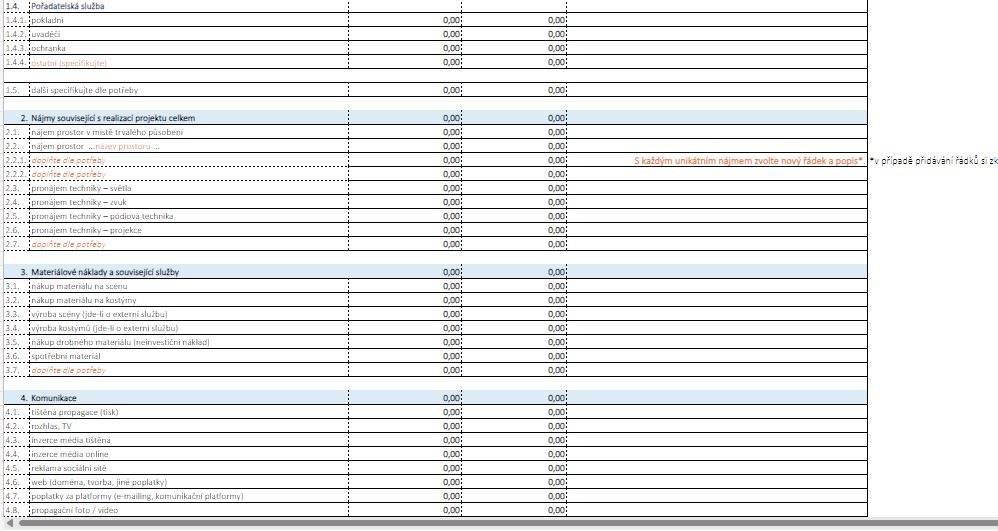 1.4. Pořadatelská služba
1.4.1. pokladní 0,00 0,00
1.4.2. uvaděči 0,00 0,00
1.4.3. ochranka 0,00 0,00
1.4.4. ostatní (specifikujte) 0,00 0,00
1.5. další specifikujte dle potřeby 0,00 0,00
2. Nájmy související s realizací projektu celkem 0,00 0,00
2.1. nájem prostor v místě trvalého působení 0,00 0,00
2.2. nájem prostor ...název prostoru... 0,00 0,00
2.2.1. doplňte dle potřeby 0,00 0,00 S každým unikátním nájmem zvolte nový řádek a popis*. *v případě přidávání řádků si zk
2.2.2. doplňte dle potřeby 0,00 0,00
2.3. pronájem techniky – světla 0,00 0,00
2.4. pronájem techniky – zvuk 0,00 0,00
2.5. pronájem techniky – pódiová technika 0,00 0,00
2.6. pronájem techniky – projekce 0,00 0,00
2.7. doplňte dle potřeby 0,00 0,00
3. Materiálové náklady a související služby 0,00 0,00
3.1. nákup materiálu na scénu 0,00 0,00
3.2. nákup materiálu na kostýmy 0,00 0,00
3.3. výroba scény (jde-li o externí službu) 0,00 0,00
3.4. výroba kostýmů (jde-li o externí službu) 0,00 0,00
3.5. nákup drobného materiálu (neinvestiční náklad) 0,00 0,00
3.6. spotřební materiál 0,00 0,00
3.7. doplňte dle potřeby 0,00 0,00
4. Komunikace 0,00 0,00
4.1. tištěná propagace (tisk) 0,00 0,00
4.2. rozhlas, TV 0,00 0,00
4.3. inzerce média tištěná 0,00 0,00
4.4. inzerce média online 0,00 0,00
4.5. reklama sociální sítě 0,00 0,00
4.6. web (doména, tvorba, jiné poplatky) 0,00 0,00
4.7. poplatky za platformy (e-mailing, komunikační platformy) 0,00 0,00
4.8. propagační foto / video 0,00 0,00